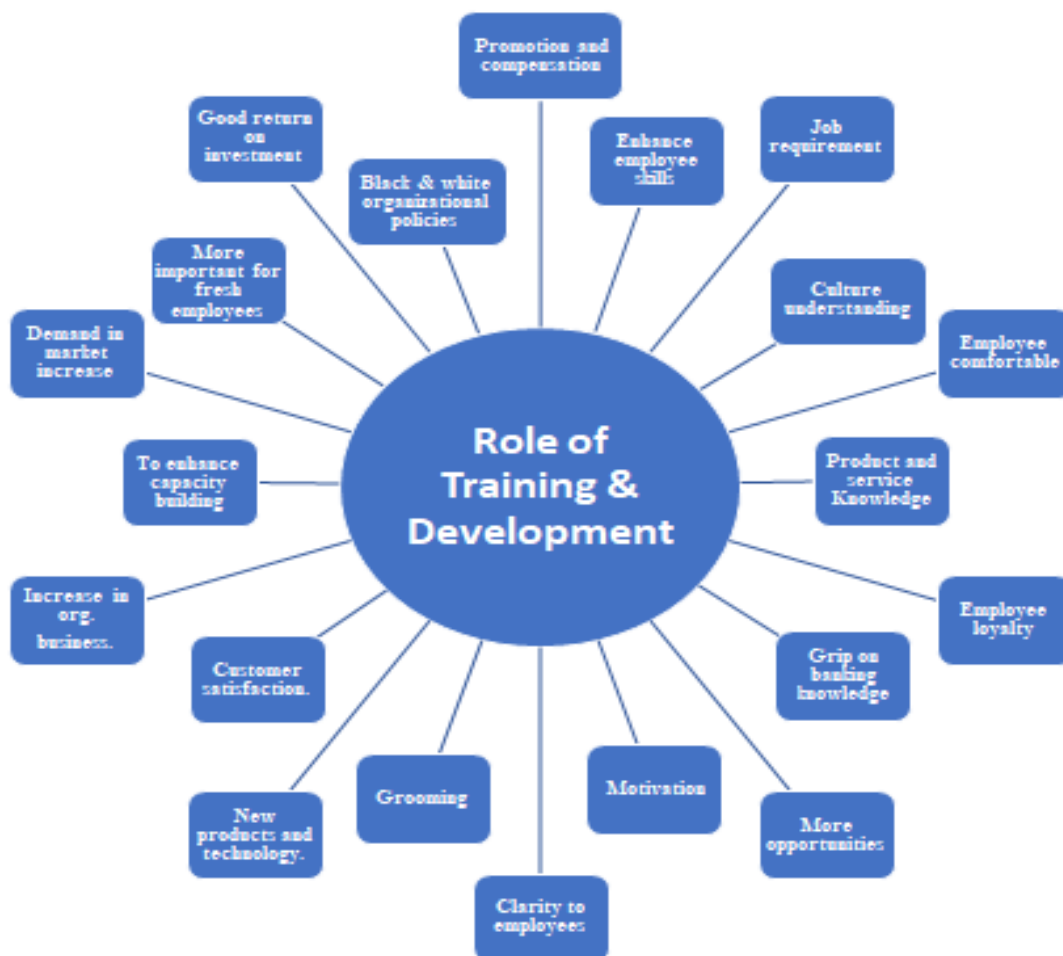 Promotion and
compensation
Enhance
employee
skills
Job
requirement
Culture
understanding
Employee
comfortable
Product and
service
Knowledge
Employee
loyalty
Grip on
banking
knowledge
More
opportunities
Motivation
Clarity to
employees
Grooming
New
products and
technology.
Customer
satisfaction.
Increase in
org.
business.
To enhance
capacity
building
Demand in
market
increase
More
important for
fresh
employees
Good return
on
investment
Black & white
organizational
policies
Role of
Training &
Development